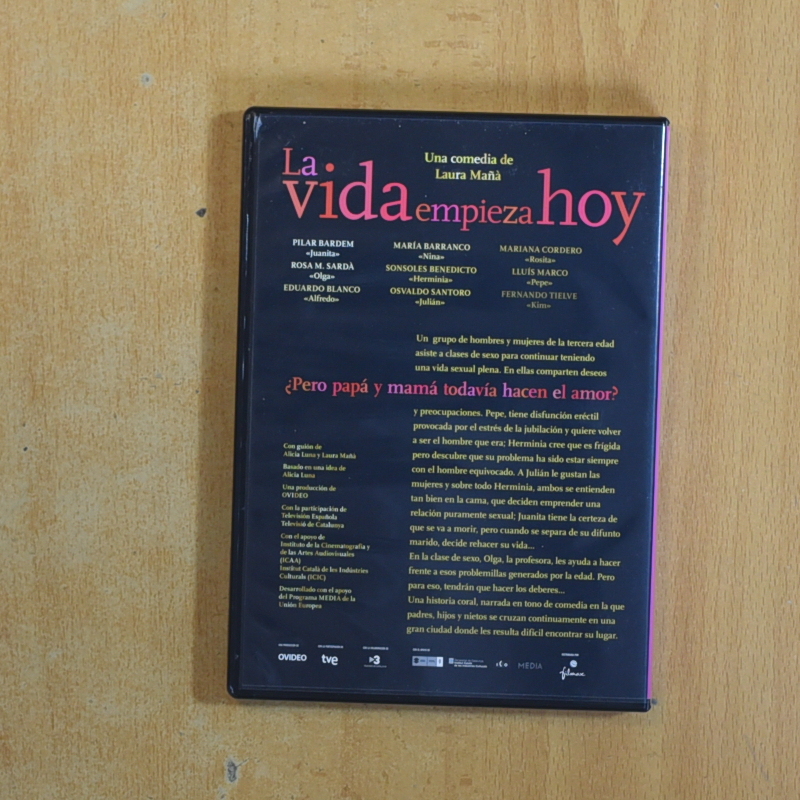 La
vida empieza hoy
Una comedia de
Laura Mañà
PILAR BARDEM
«Juanita»
ROSA M. SARDÀ
«Olga»
EDUARDO BLANCO
«Alfredo»
MARÍA BARRANCO
«Nina»
SONSOLES BENEDICTO
«Herminia»
OSVALDO SANTORO
«Julián»
MARIANA CORDERO
«Rosita»
LLUÍS MARCO
«Pepe»
FERNANDO TIELVE
«Kim»
Un grupo de hombres y mujeres de la tercera edad
asiste a clases de sexo para continuar teniendo
una vida sexual plena. En ellas comparten deseos
¿Pero papá y mamá todavía hacen el amor?
y preocupaciones. Pepe, tiene disfunción eréctil
provocada por el estrés de la jubilación y quiere volver
a ser el hombre que era; Herminia cree que es frígida
pero descubre que su problema ha sido estar siempre
con el hombre equivocado. A Julián le gustan las
mujeres y sobre todo Herminia, ambos se entienden
tan bien en la cama, que deciden emprender una
relación puramente sexual; Juanita tiene la certeza de
que se va a morir, pero cuando se separa de su difunto
marido, decide rehacer su vida...
En la clase de sexo, Olga, la profesora, les ayuda a hacer
frente a esos problemillas generados por la edad. Pero
para eso, tendrán que hacer los deberes...
Una historia coral, narrada en tono de comedia en la que
padres, hijos y nietos se cruzan continuamente en una
gran ciudad donde les resulta difícil encontrar su lugar.
Con guión de
Alicia Luna y Laura Mañà
Basado en una idea de
Alicia Luna
Una producción de
OVIDEO
Con la participación de
Televisión Española
Televisió de Catalunya
Con el apoyo de
Instituto de la Cinematografía y
de las Artes Audiovisuales
(ICAA)
Institut Català de les Indústries
Culturals (ICIC)
Desarrollado con el apoyo
del Programa MEDIA de la
Unión Europea
OVIDEO
tve
3
ico
MEDIA
filmax